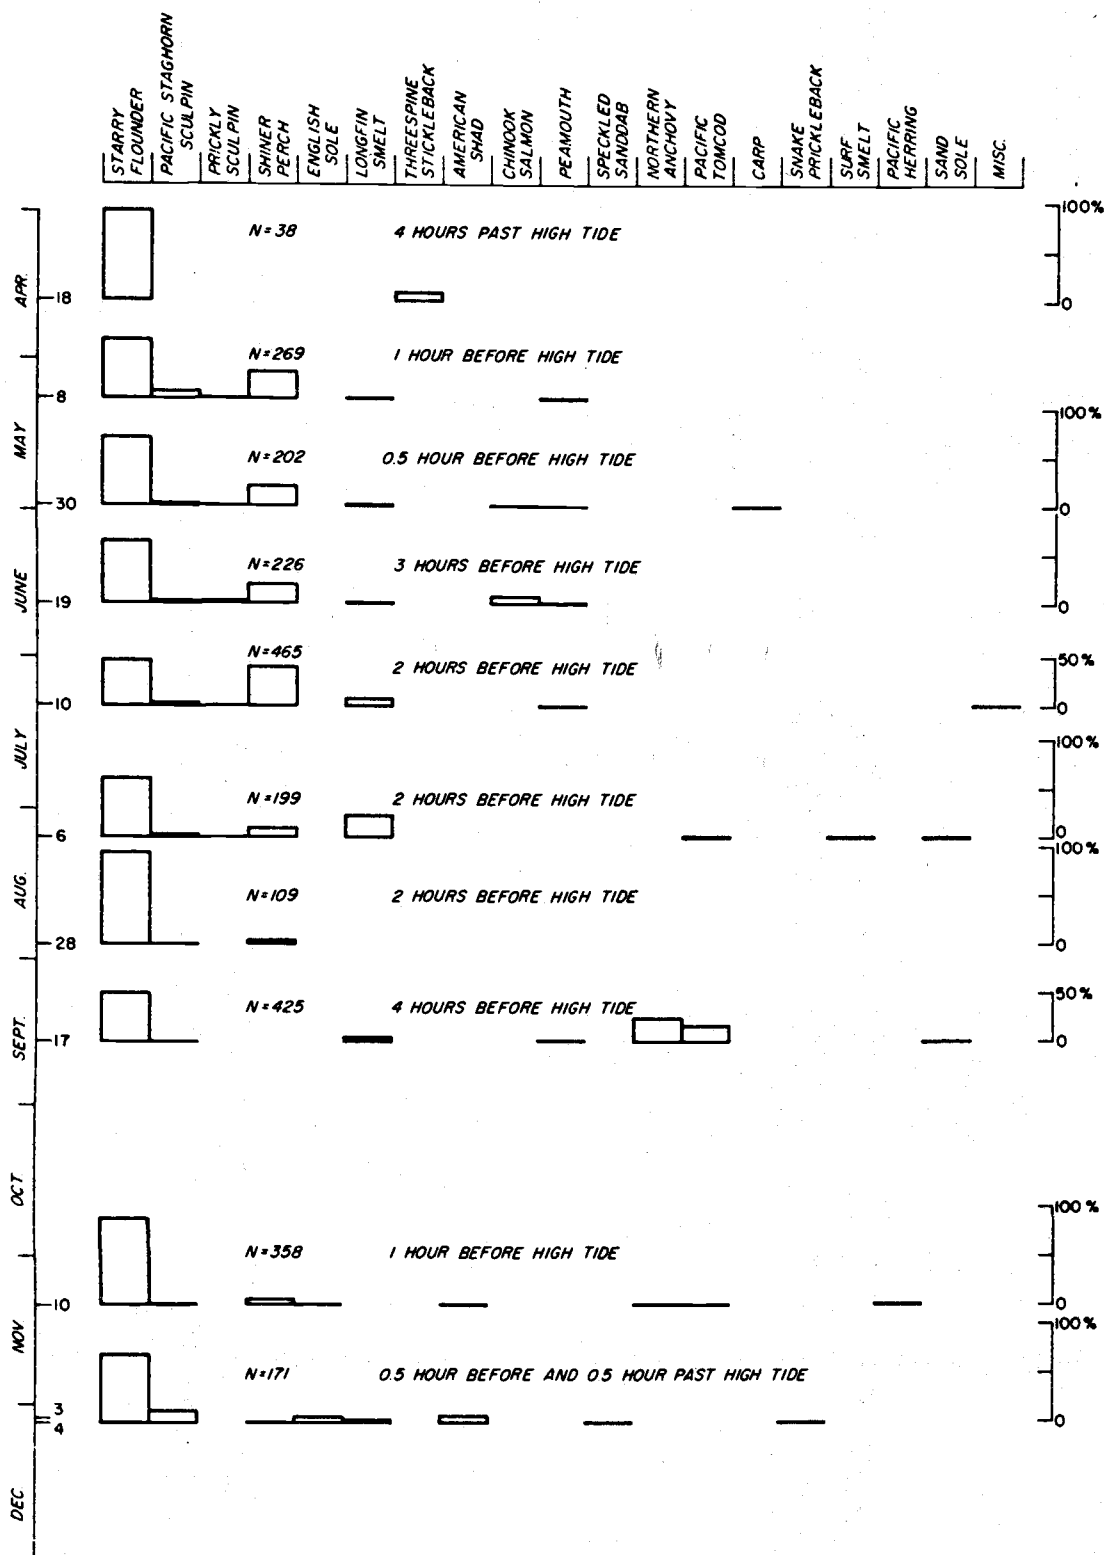 STARRY
FLOUNDER
PACIFIC STAGHORN
SCULPIN
PRICKLY
SCULPIN
SHINER
PERCH
ENGLISH
SOLE
LONGFIN
SMELT
THREESPINE
STICKLEBACK
AMERICAN
SHAD
CHINOOK
SALMON
PEAMOUTH
SPECKLED
SANDDAB
NORTHERN
ANCHOVY
PACIFIC
TOMCOD
CARP
SNAKE
PRICKLEBACK
SURF
SMELT
PACIFIC
HERRING
SAND
SOLE
MISC.
100%
N=38 4 HOURS PAST HIGH TIDE
APR.
18
0
N=269 1 HOUR BEFORE HIGH TIDE
8
100%
MAY
N=202 0.5 HOUR BEFORE HIGH TIDE
30
0
N=226 3 HOURS BEFORE HIGH TIDE
JUNE
19
0
N=465 2 HOURS BEFORE HIGH TIDE
50%
10
0
JULY
100%
N=199 2 HOURS BEFORE HIGH TIDE
6
0
100%
AUG.
N=109 2 HOURS BEFORE HIGH TIDE
28
0
N=425 4 HOURS BEFORE HIGH TIDE
50%
SEPT.
17
0
OCT.
100%
N=358 1 HOUR BEFORE HIGH TIDE
10
0
NOV
100%
N=171 0.5 HOUR BEFORE AND 0.5 HOUR PAST HIGH TIDE
3
4
0
DEC